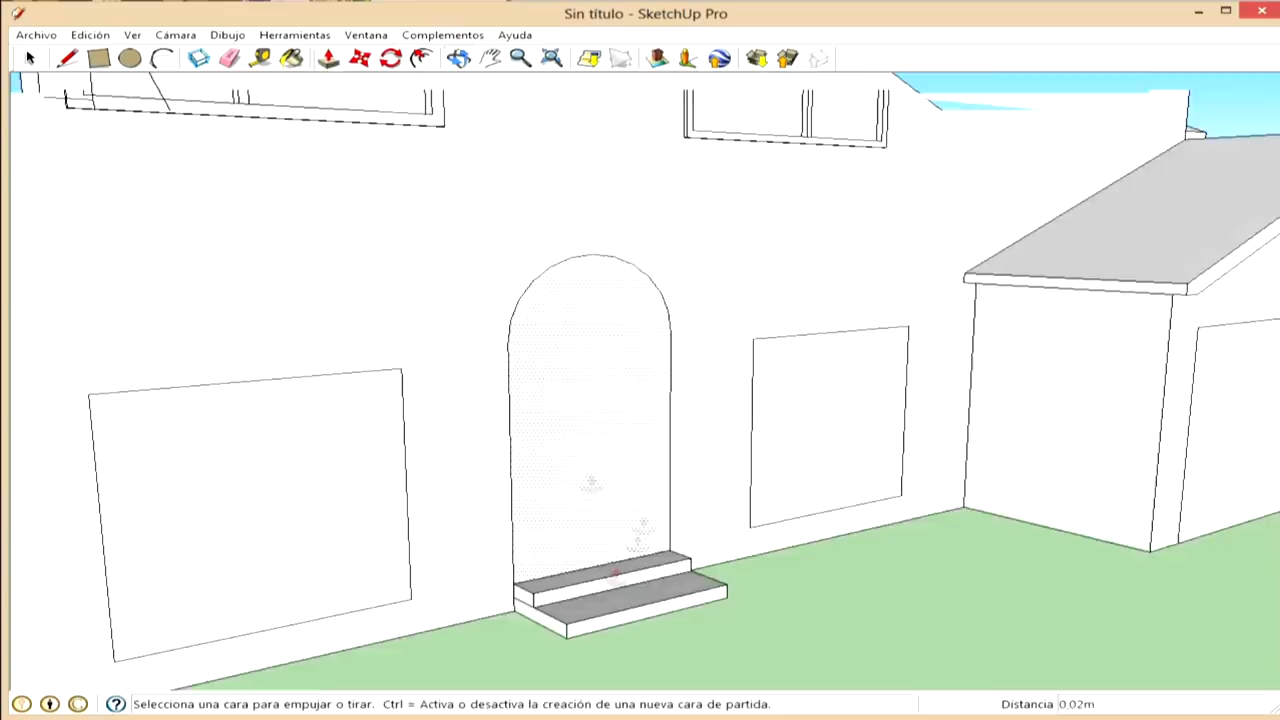 Sin título - SketchUp Pro
Archivo Edición Ver Cámara Dibujo Herramientas Ventana Complementos Ayuda
Selecciona una cara para empujar o tirar. Ctrl = Activa o desactiva la creación de una nueva cara de partida. Distancia 0.02m